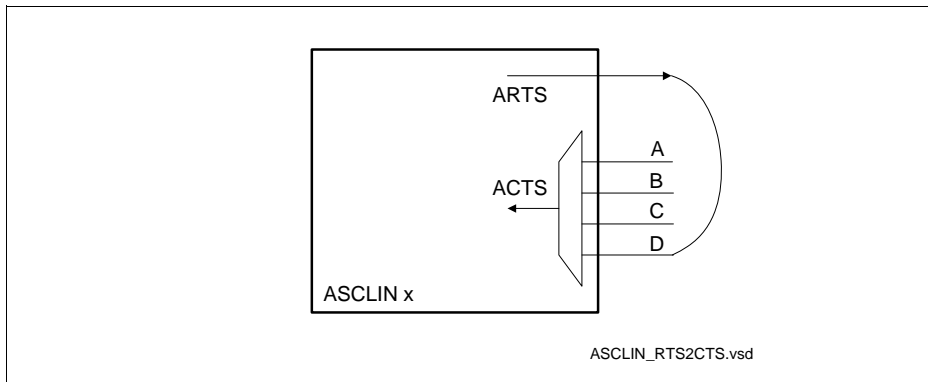 ARTS
A
B
ACTS
C
D
ASCLIN x
ASCLIN_RTS2CTS.vsd